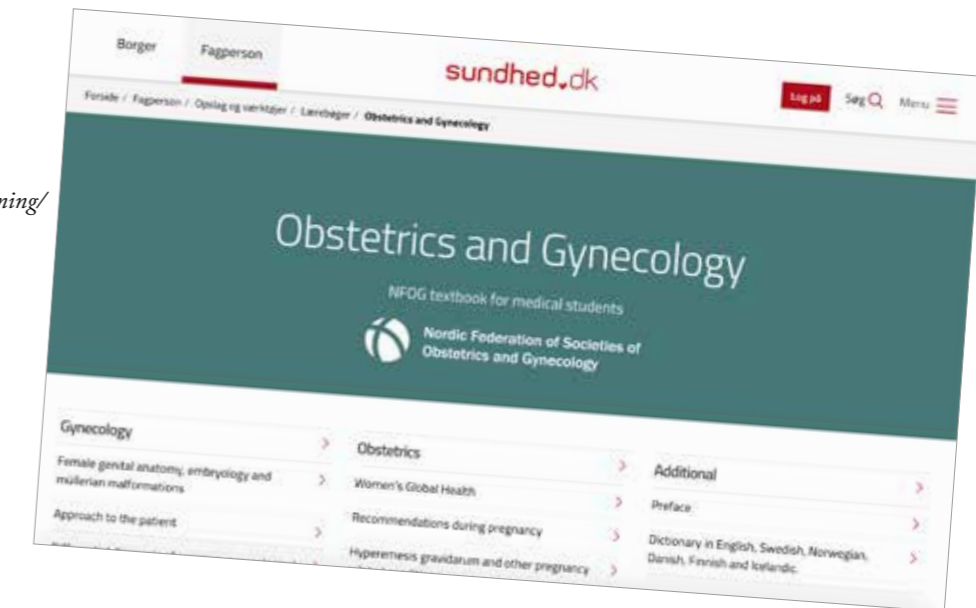 ning/
Borger
Fagperson
sundhed.dk
Log på
Søg
Menu
Forside / Fagperson / Opslag og værktøjer / Lærebøger / Obstetrics and Gynecology
Obstetrics and Gynecology
NFOG textbook for medical students
Nordic Federation of Societies of
Obstetrics and Gynecology
Gynecology
Female genital anatomy, embryology and
müllerian malformations
Approach to the patient
Obstetrics
Women's Global Health
Recommendations during pregnancy
Hyperemesis gravidarum and other pregnancy
Additional
Preface
Dictionary in English, Swedish, Norwegian,
Danish, Finnish and Icelandic.